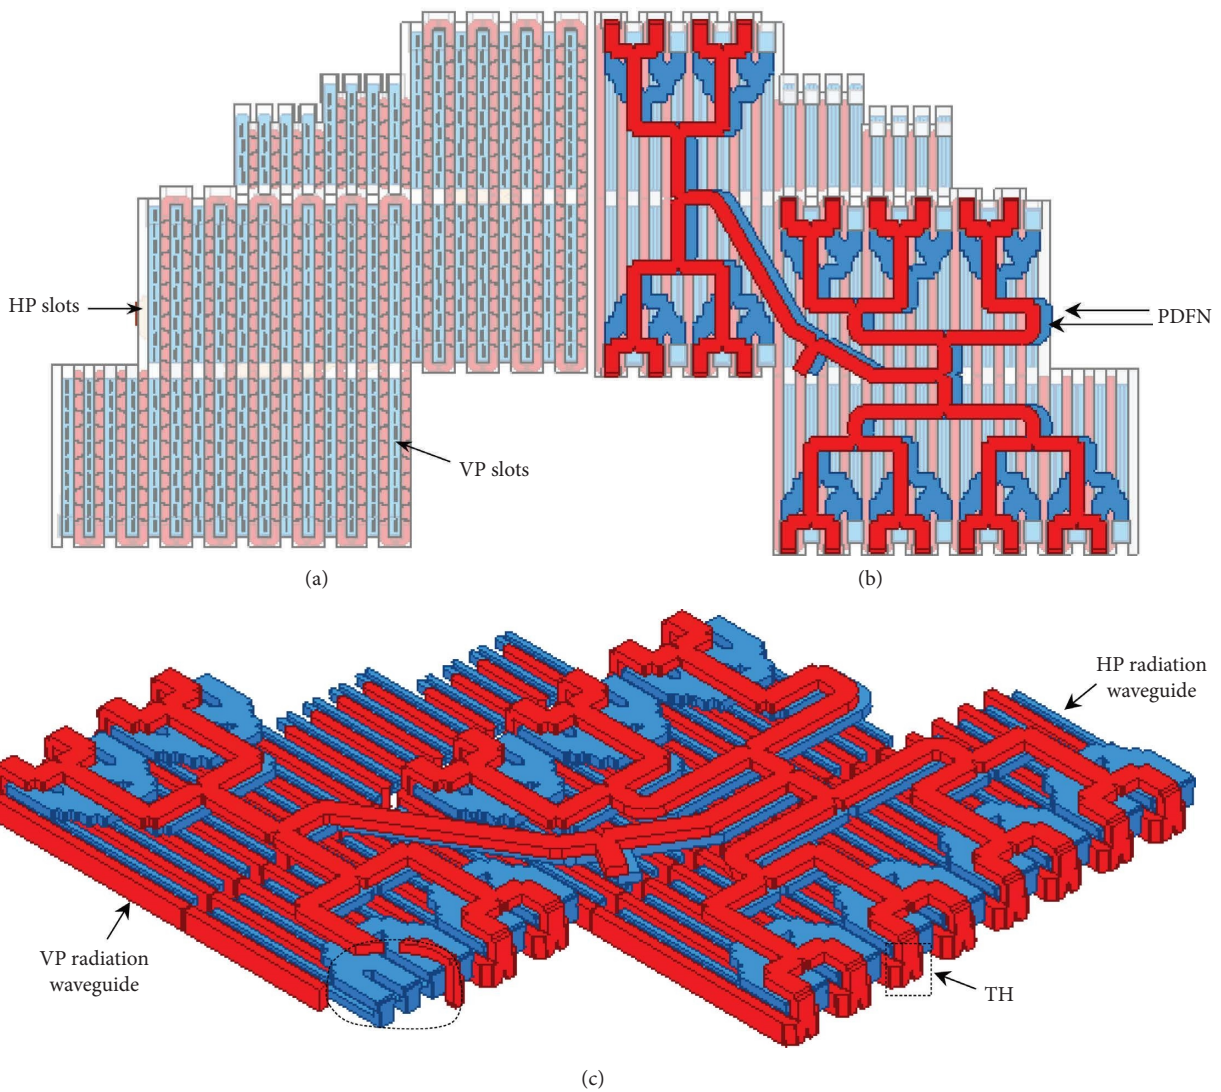 HP slots
VP slots
PDFN
(a)
(b)
HP radiation
waveguide
VP radiation
waveguide
TH
(c)